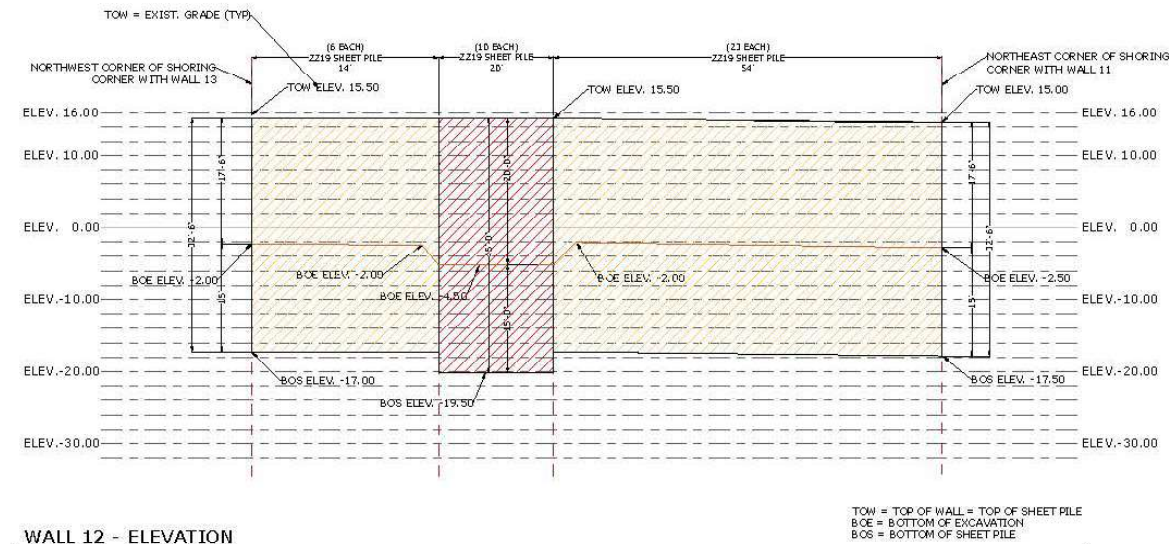 TOW = EXIST. GRADE (TYP)
(6 EACH)
ZZ19 SHEET PILE
14'
(10 EACH)
ZZ19 SHEET PILE
20'
(23 EACH)
ZZ19 SHEET PILE
54'
NORTHWEST CORNER OF SHORING
CORNER WITH WALL 13
NORTHEAST CORNER OF SHORING
CORNER WITH WALL 11
TOW ELEV. 15.50
TOW ELEV. 15.50
TOW ELEV. 15.00
ELEV. 16.00
ELEV. 16.00
ELEV. 10.00
ELEV. 10.00
17'-6"
20'-0"
17'-6"
ELEV. 0.00
ELEV. 0.00
32'-6"
35'-0"
32'-6"
BOE ELEV. -2.00
BOE ELEV. -2.00
BOE ELEV. -4.50
BOE ELEV. -2.00
BOE ELEV. -2.50
15'
15'-0"
15'
ELEV.-10.00
ELEV.-10.00
BOS ELEV. -17.00
BOS ELEV. -19.50
BOS ELEV. -17.50
ELEV.-20.00
ELEV.-20.00
ELEV.-30.00
ELEV.-30.00
WALL 12 - ELEVATION
TOW = TOP OF WALL = TOP OF SHEET PILE
BOE = BOTTOM OF EXCAVATION
BOS = BOTTOM OF SHEET PILE